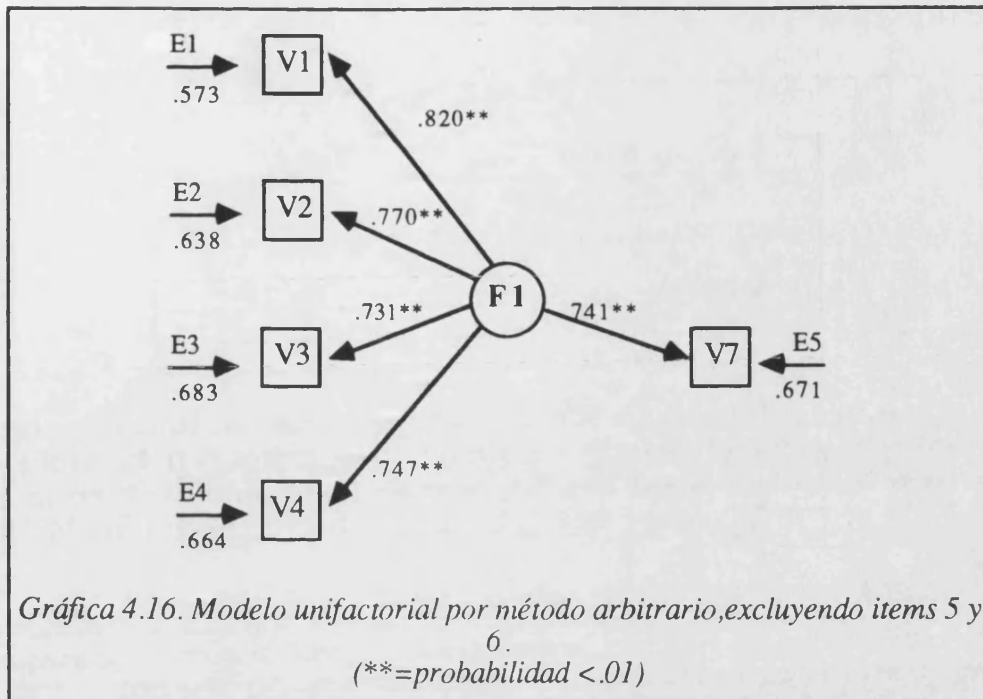 E1
.573
V1
.820**
E2
.638
V2
.770**
F1
E3
.683
V3
.731**
741**
V7
E5
.671
.747**
E4
.664
V4
Gráfica 4.16. Modelo unifactorial por método arbitrario,excluyendo items 5 y
6.
(**=probabilidad <.01)